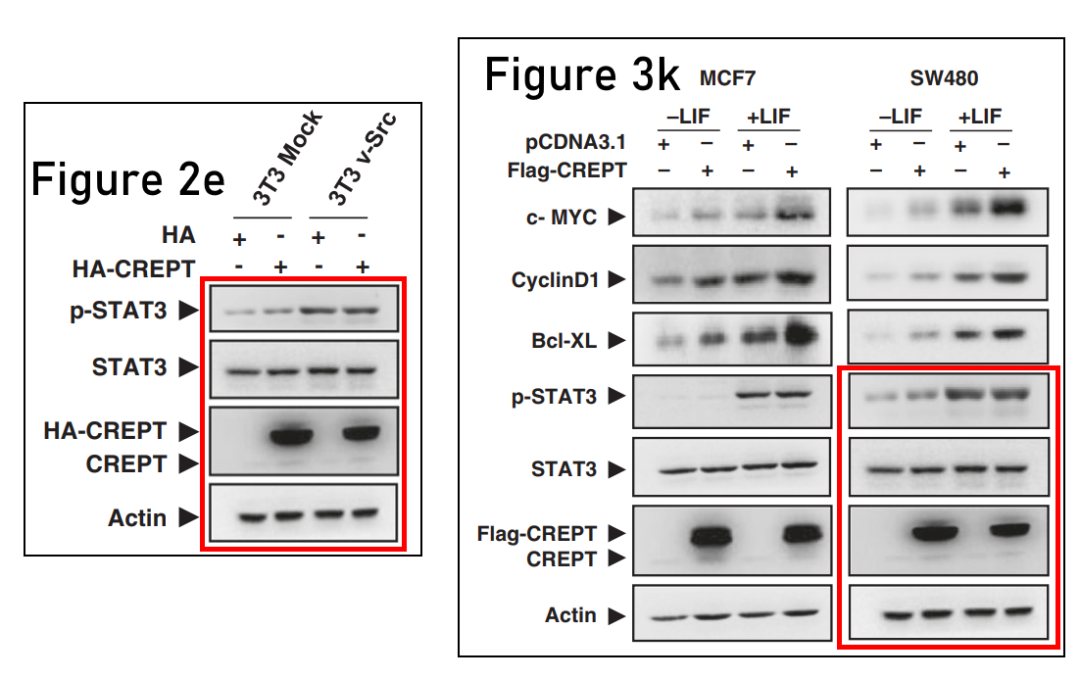 Figure 2e
3T3 Mock
3T3 v-Src
HA + - + -
HA-CREPT - + - +
p-STAT3
STAT3
HA-CREPT
CREPT
Actin
Figure 3k
MCF7 SW480
–LIF +LIF –LIF +LIF
pCDNA3.1 + – + – + – + –
Flag-CREPT – + – + – + – +
c- MYC
CyclinD1
Bcl-XL
p-STAT3
STAT3
Flag-CREPT
CREPT
Actin